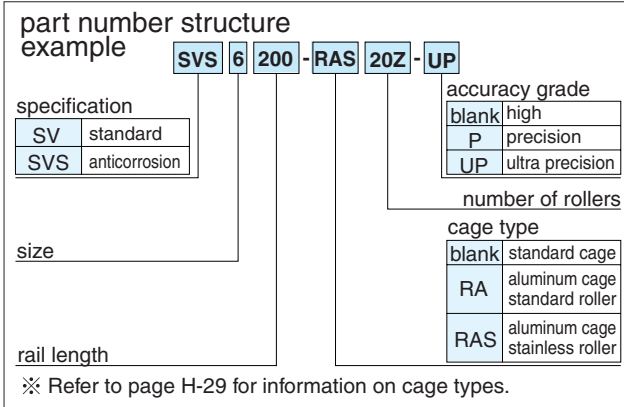 part number structure
example
SVS 6 200 - RAS 20Z - UP
specification
SV standard
SVS anticorrosion
size
rail length
accuracy grade
blank high
P precision
UP ultra precision
number of rollers
cage type
blank standard cage
RA aluminum cage
standard roller
RAS aluminum cage
stainless roller
※ Refer to page H-29 for information on cage types.